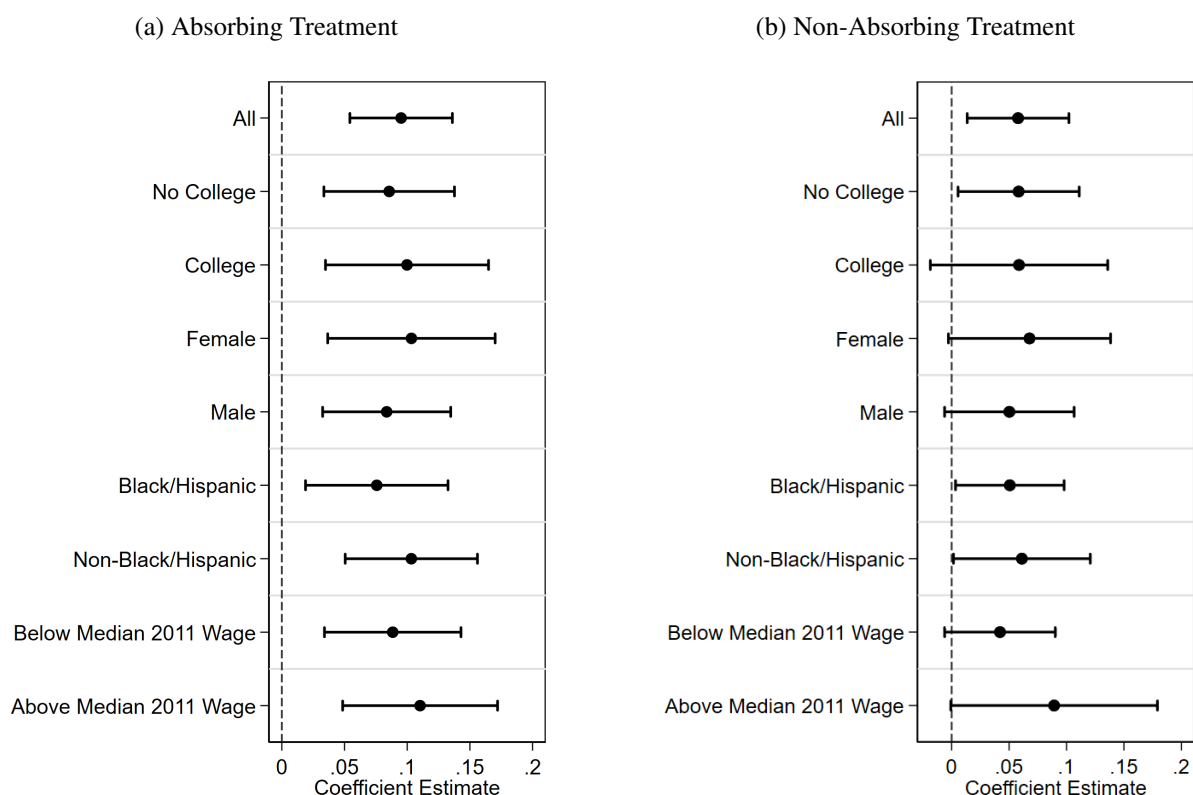 (a) Absorbing Treatment
All
No College
College
Female
Male
Black/Hispanic
Non-Black/Hispanic
Below Median 2011 Wage
Above Median 2011 Wage
0 .05 .1 .15 .2
Coefficient Estimate
(b) Non-Absorbing Treatment
All
No College
College
Female
Male
Black/Hispanic
Non-Black/Hispanic
Below Median 2011 Wage
Above Median 2011 Wage
0 .05 .1 .15 .2
Coefficient Estimate